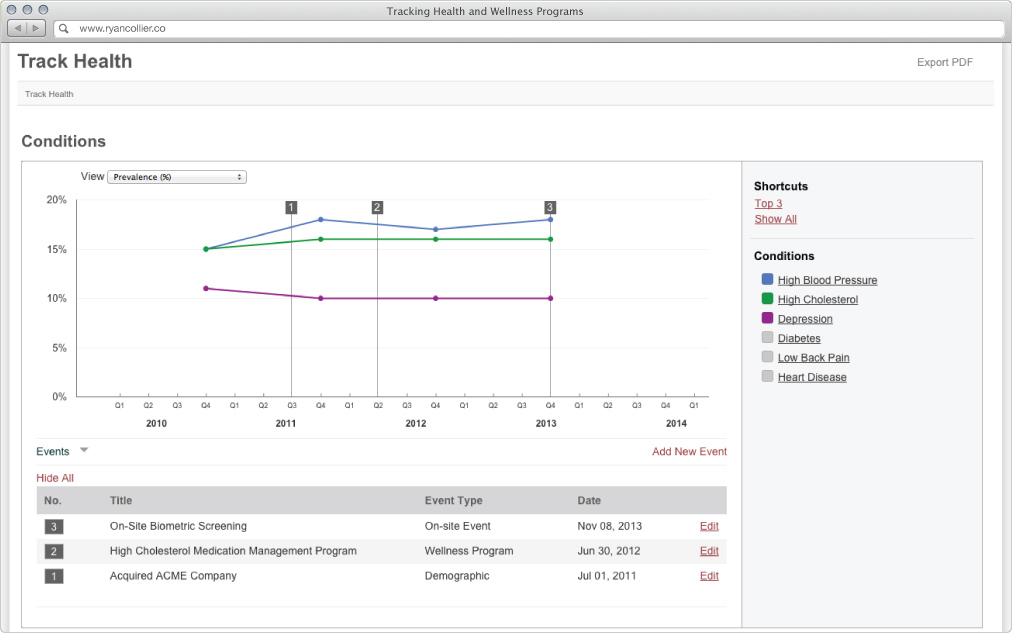 Tracking Health and Wellness Programs
www.ryancollier.co
Track Health
Export PDF
Track Health
Conditions
View Prevalence (%)
20%
15%
10%
5%
0%
1 2 3
Q1 Q2 Q3 Q4 Q1 Q2 Q3 Q4 Q1 Q2 Q3 Q4 Q1 Q2 Q3 Q4 Q1 Q2 Q3 Q4 Q1
2010 2011 2012 2013 2014
Shortcuts
Top 3
Show All
Conditions
High Blood Pressure
High Cholesterol
Depression
Diabetes
Low Back Pain
Heart Disease
Events
Add New Event
Hide All
No. Title Event Type Date
3 On-Site Biometric Screening On-site Event Nov 08, 2013 Edit
2 High Cholesterol Medication Management Program Wellness Program Jun 30, 2012 Edit
1 Acquired ACME Company Demographic Jul 01, 2011 Edit